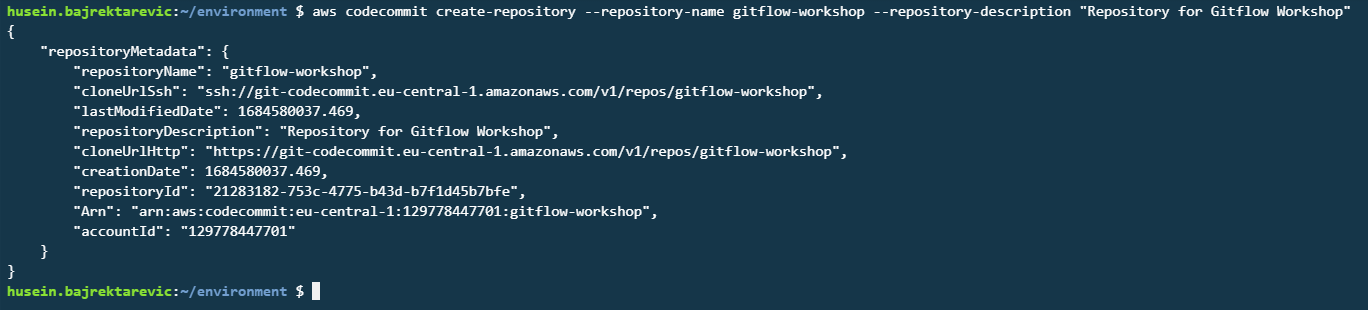 husein.bajrektarevic:~/environment $ aws codecommit create-repository --repository-name gitflow-workshop --repository-description "Repository for Gitflow Workshop"
{
    "repositoryMetadata": {
        "repositoryName": "gitflow-workshop",
        "cloneUrlSsh": "ssh://git-codecommit.eu-central-1.amazonaws.com/v1/repos/gitflow-workshop",
        "lastModifiedDate": 1684580037.469,
        "repositoryDescription": "Repository for Gitflow Workshop",
        "cloneUrlHttp": "https://git-codecommit.eu-central-1.amazonaws.com/v1/repos/gitflow-workshop",
        "creationDate": 1684580037.469,
        "repositoryId": "21283182-753c-4775-b43d-b7f1d45b7bfe",
        "Arn": "arn:aws:codecommit:eu-central-1:129778447701:gitflow-workshop",
        "accountId": "129778447701"
    }
}
husein.bajrektarevic:~/environment $